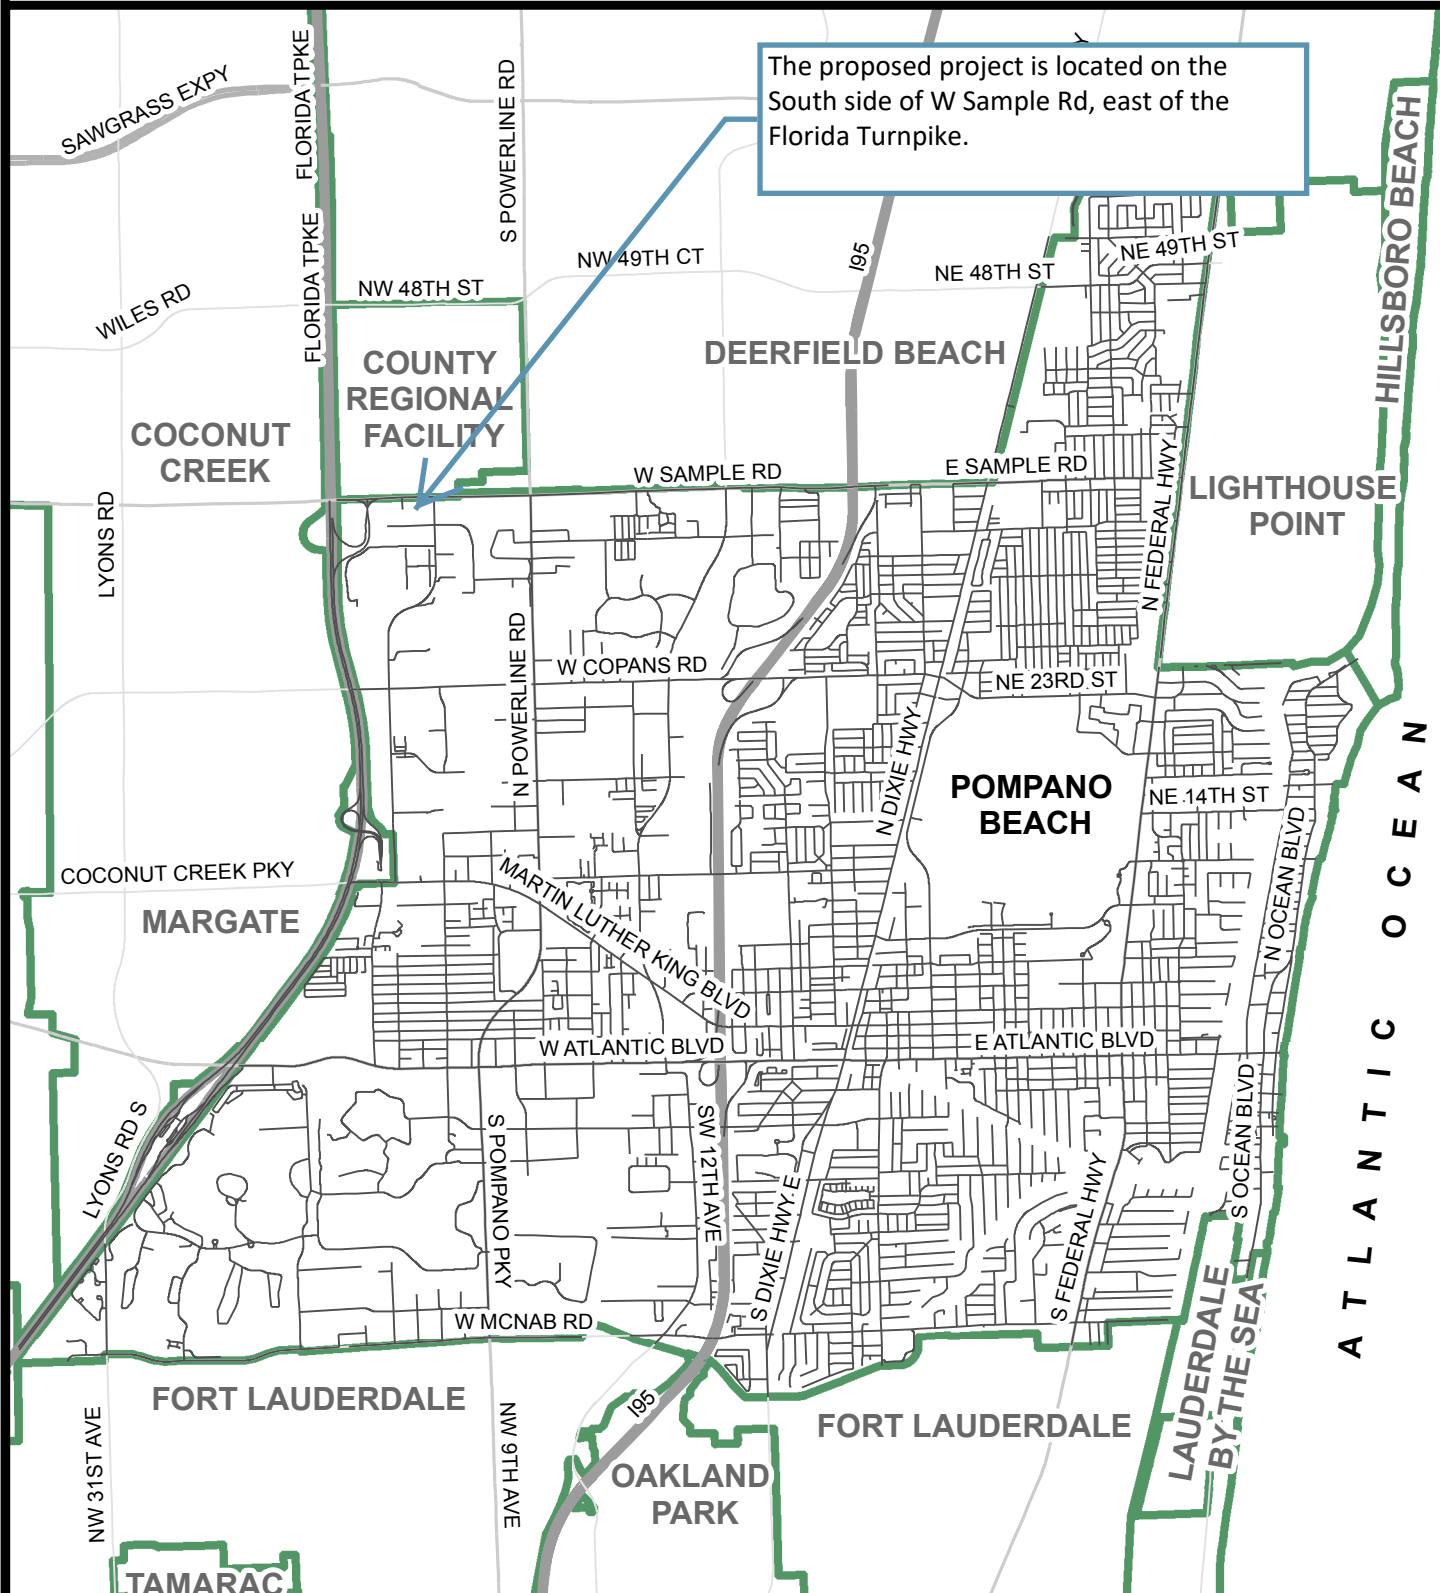 The proposed project is located on the
South side of W Sample Rd, east of the
Florida Turnpike.
SAWGRASS EXPY
FLORIDA TPKE
S POWERLINE RD
HILLSBORO BEACH
FLORIDA TPKE
WILES RD
NW 48TH ST
NW 49TH CT
I95
NE 48TH ST
NE 49TH ST
COUNTY
REGIONAL
FACILITY
DEERFIELD BEACH
COCONUT
CREEK
W SAMPLE RD
E SAMPLE RD
N FEDERAL HWY
LIGHTHOUSE
POINT
LYONS RD
N POWERLINE RD
W COPANS RD
NE 23RD ST
N DIXIE HWY
POMPANO
BEACH
NE 14TH ST
N OCEAN BLVD
ATLANTIC OCEAN
COCONUT CREEK PKY
MARGATE
MARTIN LUTHER KING BLVD
W ATLANTIC BLVD
E ATLANTIC BLVD
LYONS RD S
S POMPANO PKY
SW 12TH AVE
S DIXIE HWY E
S FEDERAL HWY
S OCEAN BLVD
W MCNAB RD
LAUDERDALE
BY THE SEA
FORT LAUDERDALE
I95
FORT LAUDERDALE
NW 31ST AVE
NW 9TH AVE
OAKLAND
PARK
TAMARAC